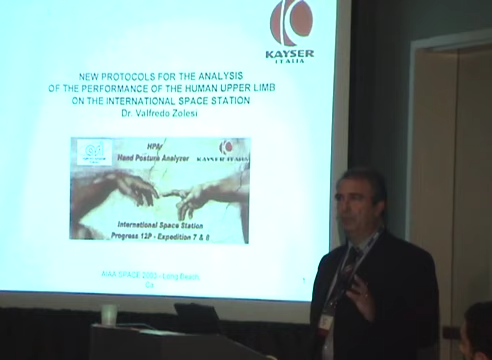 KAYSER
ITALIA
NEW PROTOCOLS FOR THE ANALYSIS
OF THE PERFORMANCE OF THE HUMAN UPPER LIMB
ON THE INTERNATIONAL SPACE STATION
Dr. Valfredo Zolesi
HPA
Hand Posture Analyzer
KAYSER ITALIA
International Space Station
Progress 12P - Expedition 7 & 8
AIAA SPACE 2003 - Long Beach
Ca